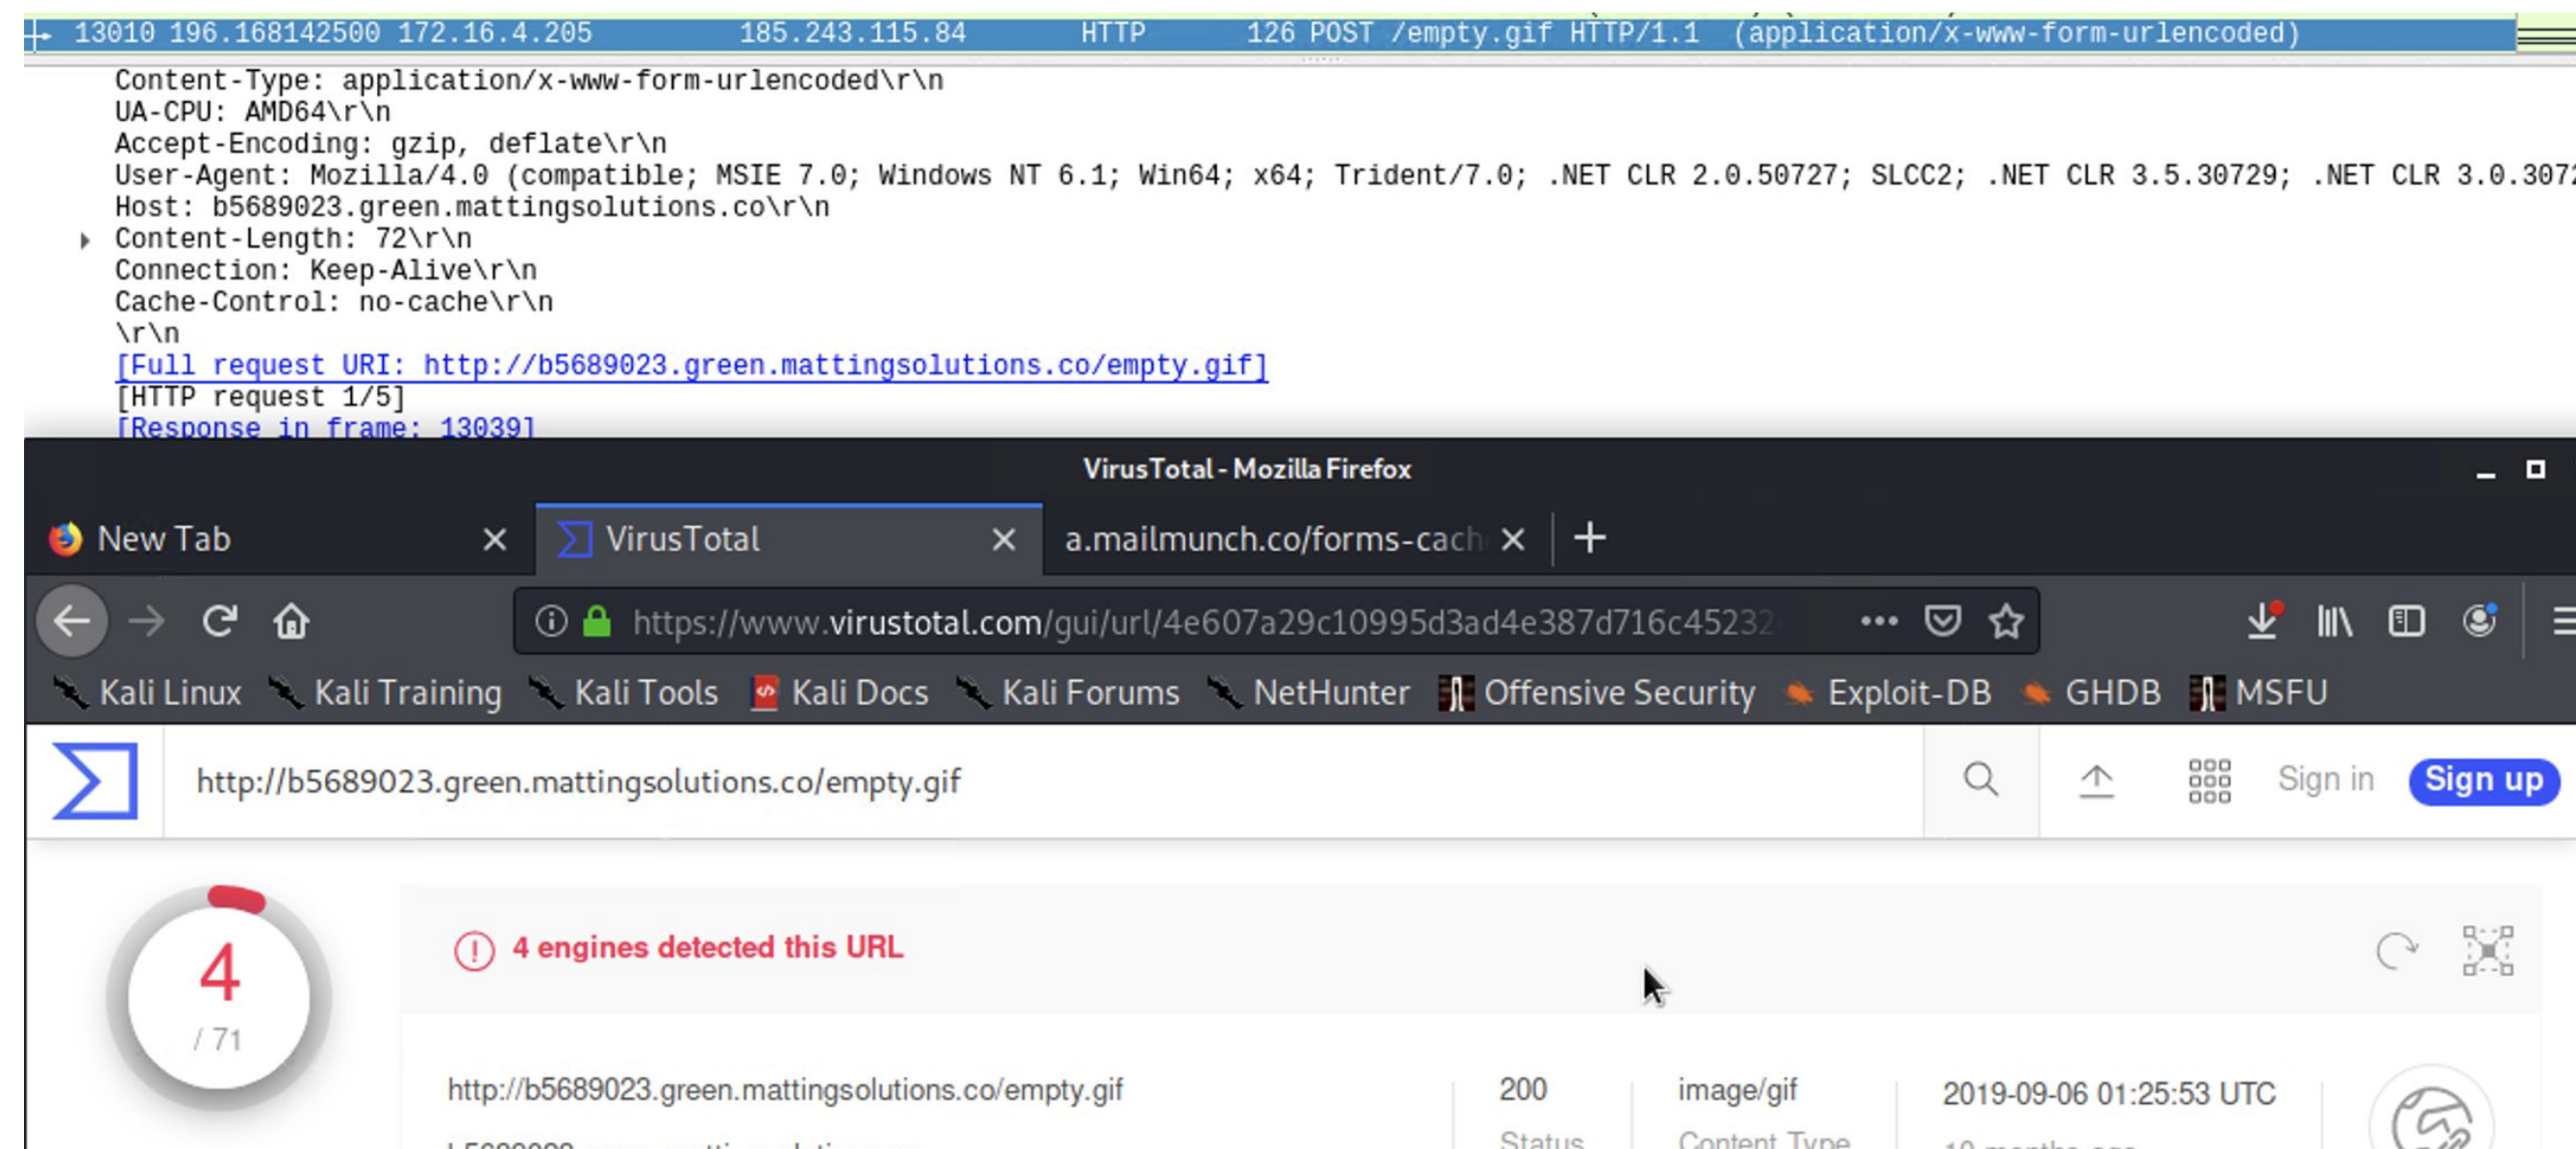 13010 196.168142500 172.16.4.205 185.243.115.84 HTTP 126 POST /empty.gif HTTP/1.1 (application/x-www-form-urlencoded)
Content-Type: application/x-www-form-urlencoded\r\n
UA-CPU: AMD64\r\n
Accept-Encoding: gzip, deflate\r\n
User-Agent: Mozilla/4.0 (compatible; MSIE 7.0; Windows NT 6.1; Win64; x64; Trident/7.0; .NET CLR 2.0.50727; SLCC2; .NET CLR 3.5.30729; .NET CLR 3.0.3072
Host: b5689023.green.mattingsolutions.co\r\n
Content-Length: 72\r\n
Connection: Keep-Alive\r\n
Cache-Control: no-cache\r\n
\r\n
[Full request URI: http://b5689023.green.mattingsolutions.co/empty.gif]
[HTTP request 1/5]
[Response in frame: 13039]
VirusTotal - Mozilla Firefox
New Tab VirusTotal a.mailmunch.co/forms-cach
https://www.virustotal.com/gui/url/4e607a29c10995d3ad4e387d716c45232
Kali Linux Kali Training Kali Tools Kali Docs Kali Forums NetHunter Offensive Security Exploit-DB GHDB MSFU
http://b5689023.green.mattingsolutions.co/empty.gif Sign in Sign up
4 engines detected this URL
4
/ 71
http://b5689023.green.mattingsolutions.co/empty.gif 200 image/gif 2019-09-06 01:25:53 UTC
Status Content Type